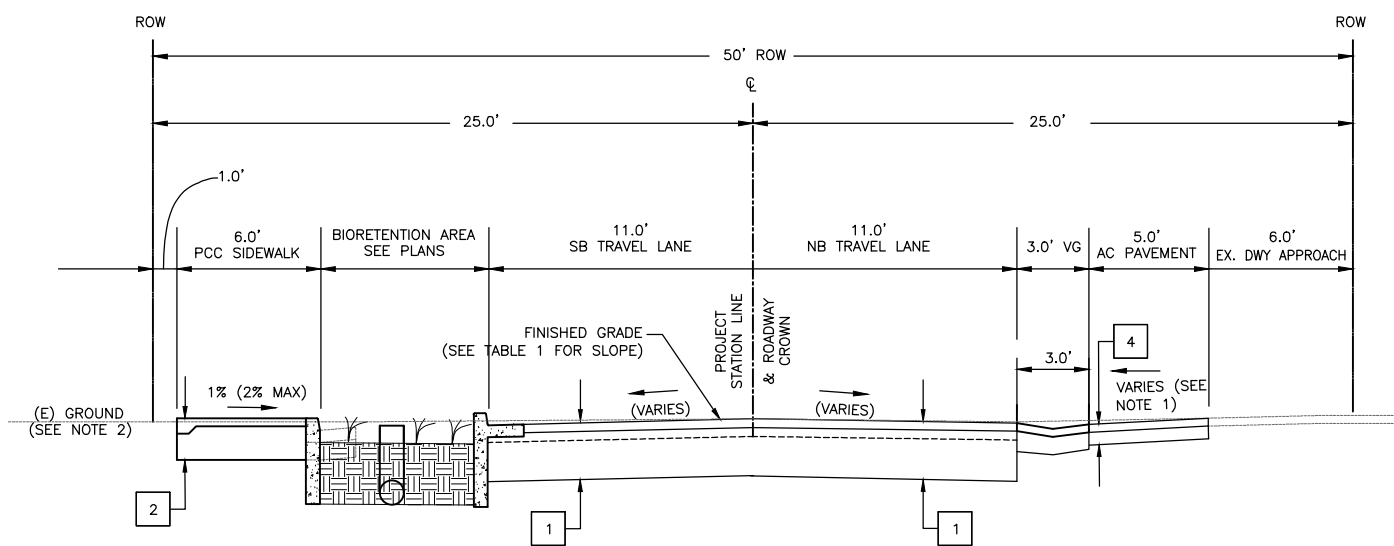 ROW
ROW
50' ROW
℄
25.0'
25.0'
1.0'
6.0'
PCC SIDEWALK
BIORETENTION AREA
SEE PLANS
11.0'
SB TRAVEL LANE
11.0'
NB TRAVEL LANE
3.0' VG
5.0'
AC PAVEMENT
6.0'
EX. DWY APPROACH
FINISHED GRADE
(SEE TABLE 1 FOR SLOPE)
PROJECT
STATION LINE
& ROADWAY
CROWN
3.0'
4
1% (2% MAX)
(VARIES)
(VARIES)
VARIES (SEE
NOTE 1)
(E) GROUND
(SEE NOTE 2)
2
1
1